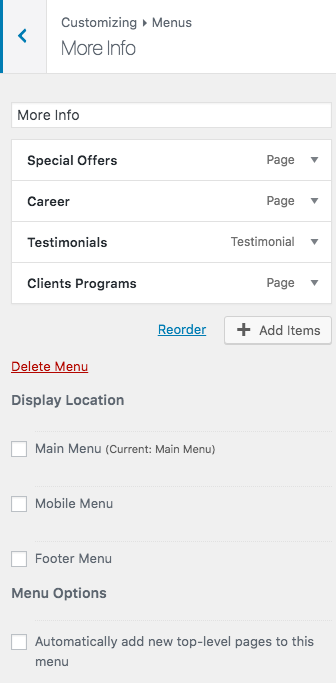 Customizing ▸ Menus
More Info
More Info
Special Offers Page
Career Page
Testimonials Testimonial
Clients Programs Page
Reorder + Add Items
Delete Menu
Display Location
Main Menu (Current: Main Menu)
Mobile Menu
Footer Menu
Menu Options
Automatically add new top-level pages to this
menu